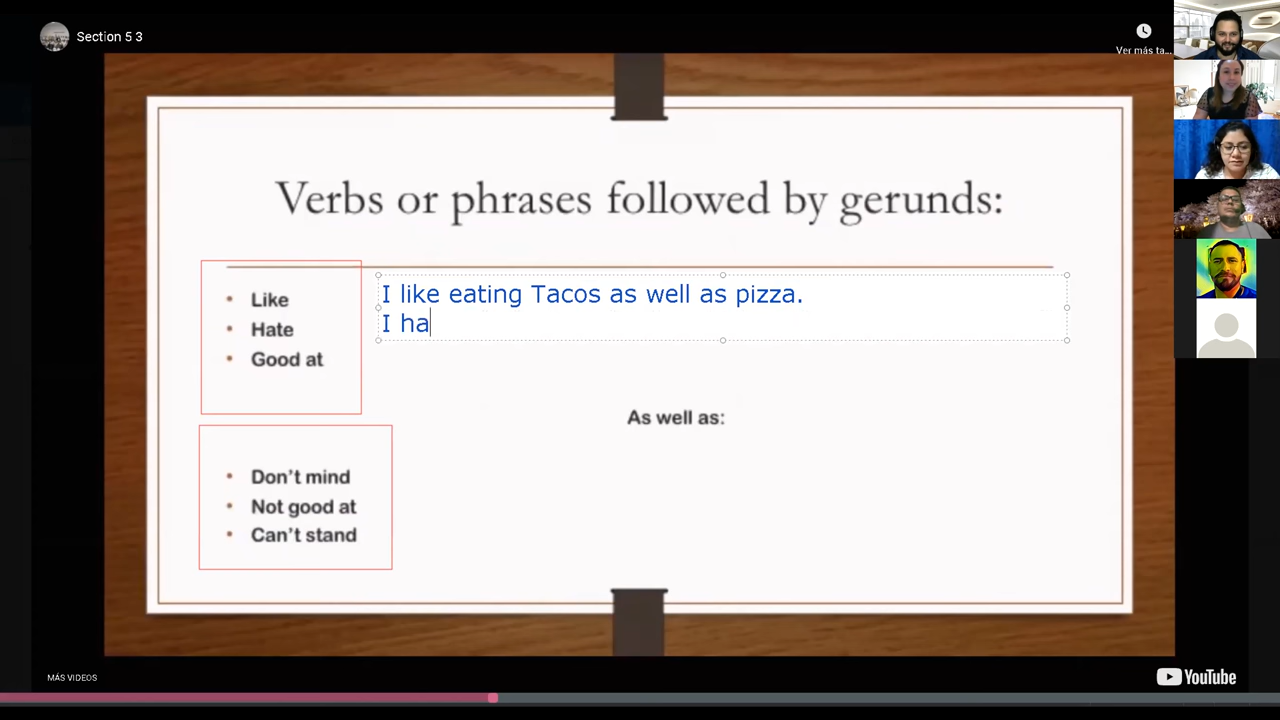 Section 5 3
Ver más ta...
Verbs or phrases followed by gerunds:
• Like
• Hate
• Good at
I like eating Tacos as well as pizza.
I ha
As well as:
• Don't mind
• Not good at
• Can't stand
MÁS VIDEOS
YouTube